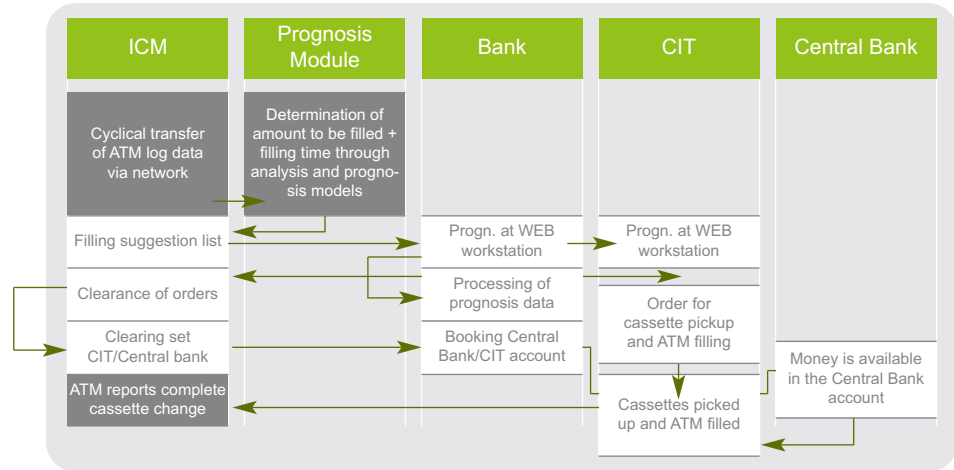 ICM
Prognosis
Module
Bank
CIT
Central Bank
Cyclical transfer
of ATM log data
via network
Determination of
amount to be filled +
filling time through
analysis and progno-
sis models
Filling suggestion list
Progn. at WEB
workstation
Progn. at WEB
workstation
Clearance of orders
Processing of
prognosis data
Order for
cassette pickup
and ATM filling
Clearing set
CIT/Central bank
Booking Central
Bank/CIT account
Money is available
in the Central Bank
account
ATM reports complete
cassette change
Cassettes picked
up and ATM filled